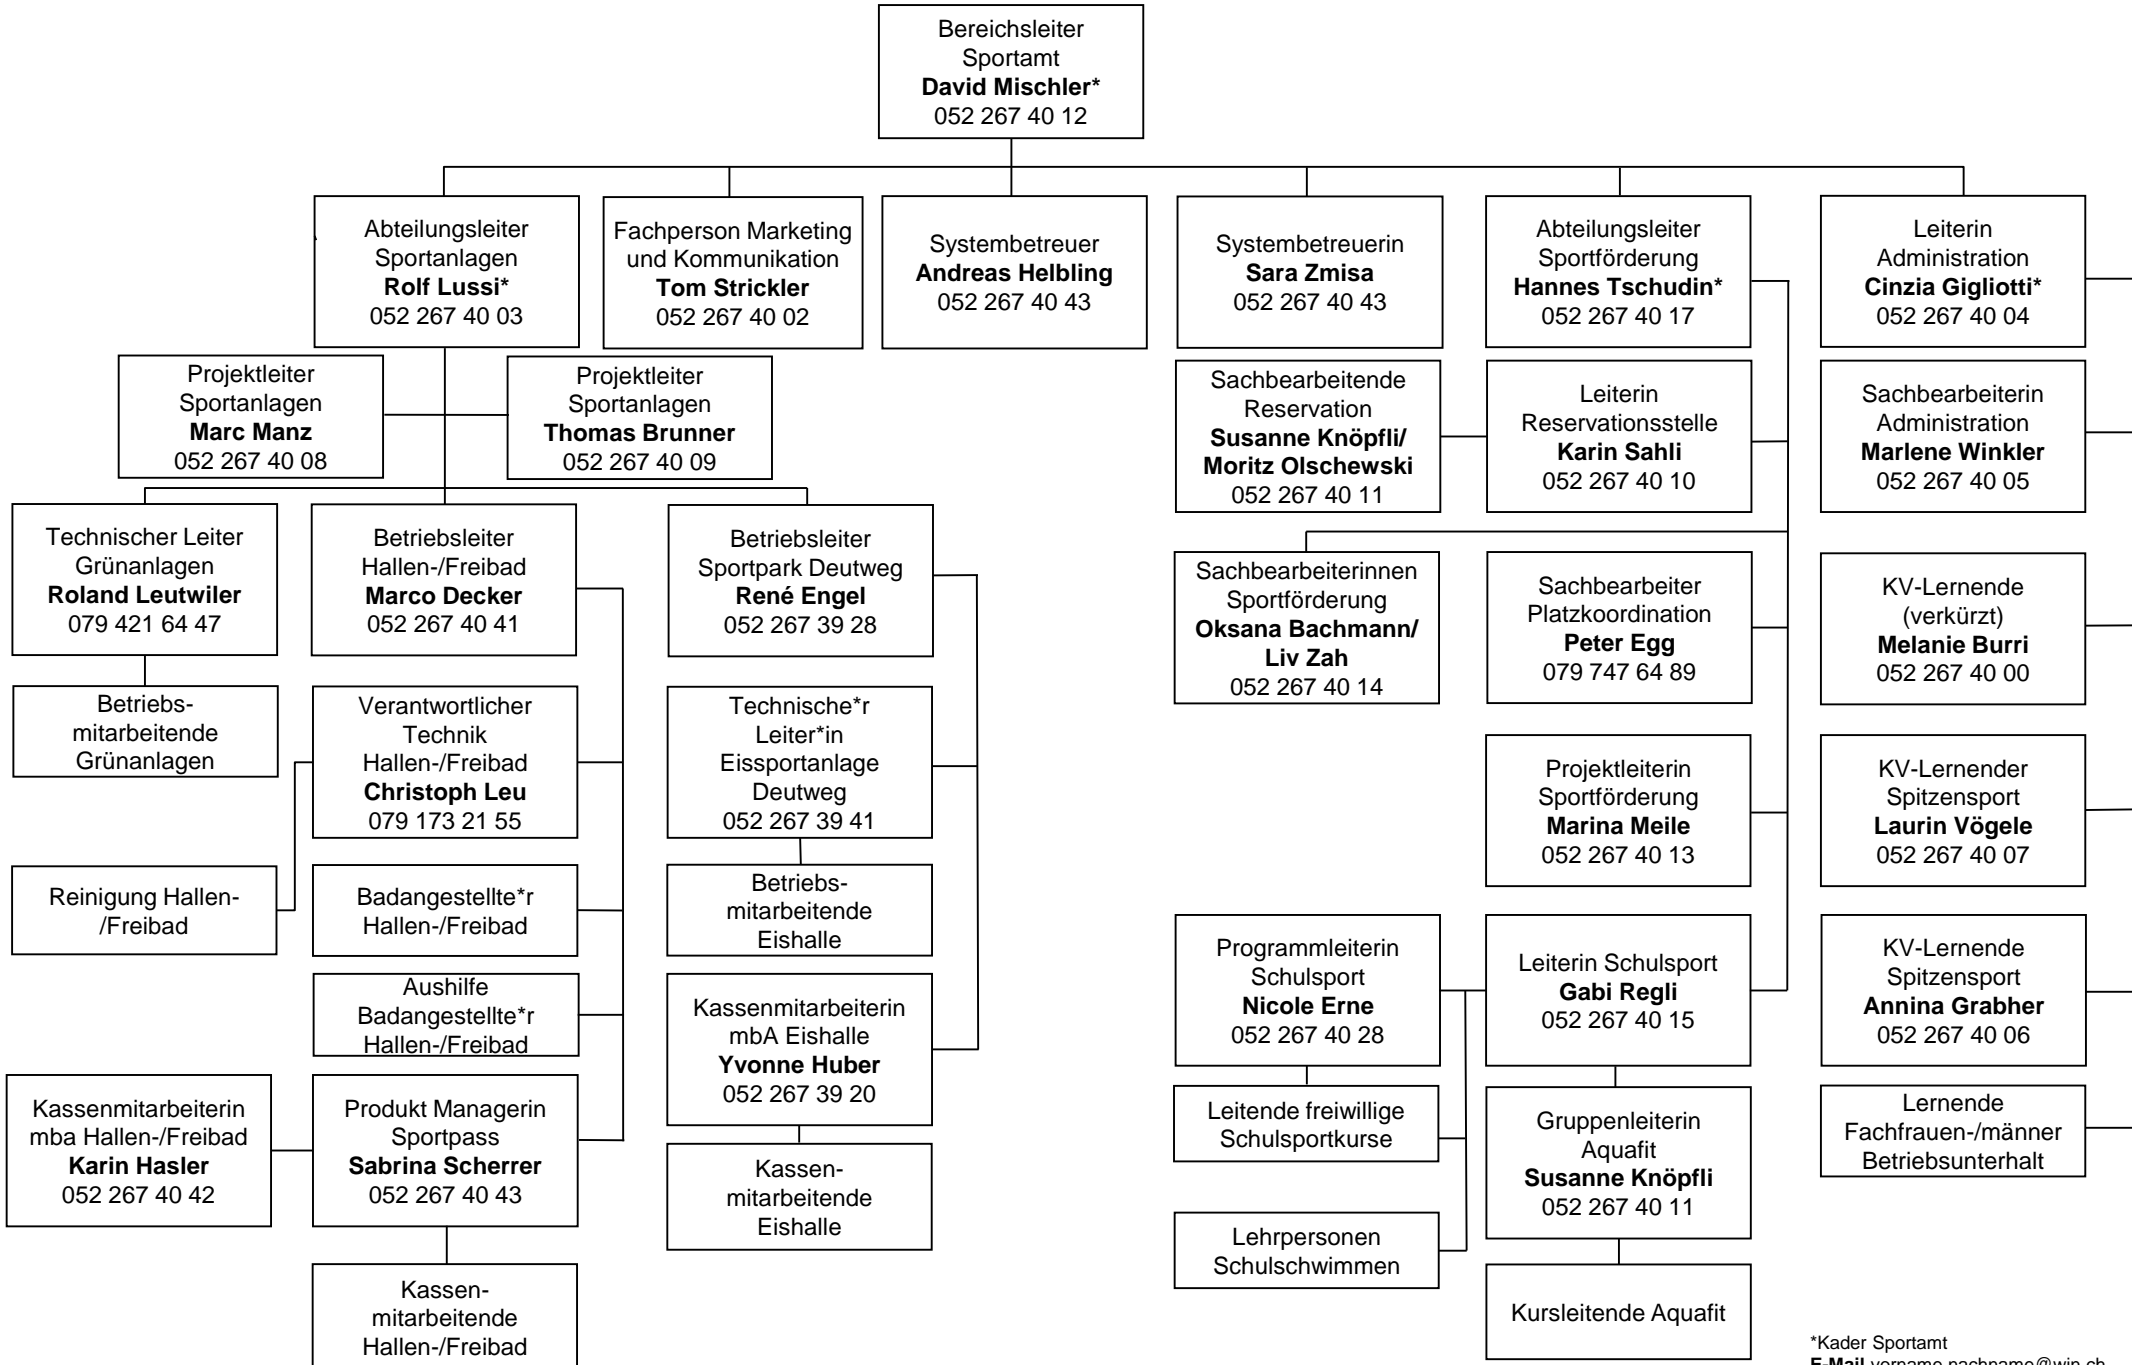 Bereichsleiter
Sportamt
David Mischler*
052 267 40 12
Abteilungsleiter
Sportanlagen
Rolf Lussi*
052 267 40 03
Fachperson Marketing
und Kommunikation
Tom Strickler
052 267 40 02
Systembetreuer
Andreas Helbling
052 267 40 43
Systembetreuerin
Sara Zmisa
052 267 40 43
Abteilungsleiter
Sportförderung
Hannes Tschudin*
052 267 40 17
Leiterin
Administration
Cinzia Gigliotti*
052 267 40 04
Projektleiter
Sportanlagen
Marc Manz
052 267 40 08
Projektleiter
Sportanlagen
Thomas Brunner
052 267 40 09
Sachbearbeitende
Reservation
Susanne Knöpfli/
Moritz Olschewski
052 267 40 11
Leiterin
Reservationsstelle
Karin Sahli
052 267 40 10
Sachbearbeiterin
Administration
Marlene Winkler
052 267 40 05
Technischer Leiter
Grünanlagen
Roland Leutwiler
079 421 64 47
Betriebsleiter
Hallen-/Freibad
Marco Decker
052 267 40 41
Betriebsleiter
Sportpark Deutweg
René Engel
052 267 39 28
Sachbearbeiterinnen
Sportförderung
Oksana Bachmann/
Liv Zah
052 267 40 14
Sachbearbeiter
Platzkoordination
Peter Egg
079 747 64 89
KV-Lernende
(verkürzt)
Melanie Burri
052 267 40 00
Betriebs-
mitarbeitende
Grünanlagen
Verantwortlicher
Technik
Hallen-/Freibad
Christoph Leu
079 173 21 55
Technische*r
Leiter*in
Eissportanlage
Deutweg
052 267 39 41
Projektleiterin
Sportförderung
Marina Meile
052 267 40 13
KV-Lernender
Spitzensport
Laurin Vögele
052 267 40 07
Reinigung Hallen-
/Freibad
Badangestellte*r
Hallen-/Freibad
Betriebs-
mitarbeitende
Eishalle
Programmleiterin
Schulsport
Nicole Erne
052 267 40 28
Leiterin Schulsport
Gabi Regli
052 267 40 15
KV-Lernende
Spitzensport
Annina Grabher
052 267 40 06
Aushilfe
Badangestellte*r
Hallen-/Freibad
Kassenmitarbeiterin
mbA Eishalle
Yvonne Huber
052 267 39 20
Kassenmitarbeiterin
mba Hallen-/Freibad
Karin Hasler
052 267 40 42
Produkt Managerin
Sportpass
Sabrina Scherrer
052 267 40 43
Leitende freiwillige
Schulsportkurse
Gruppenleiterin
Aquafit
Susanne Knöpfli
052 267 40 11
Lernende
Fachfrauen-/männer
Betriebsunterhalt
Kassen-
mitarbeitende
Eishalle
Lehrpersonen
Schulschwimmen
Kassen-
mitarbeitende
Hallen-/Freibad
Kursleitende Aquafit
*Kader Sportamt
E-Mail vorname.nachname@win.ch